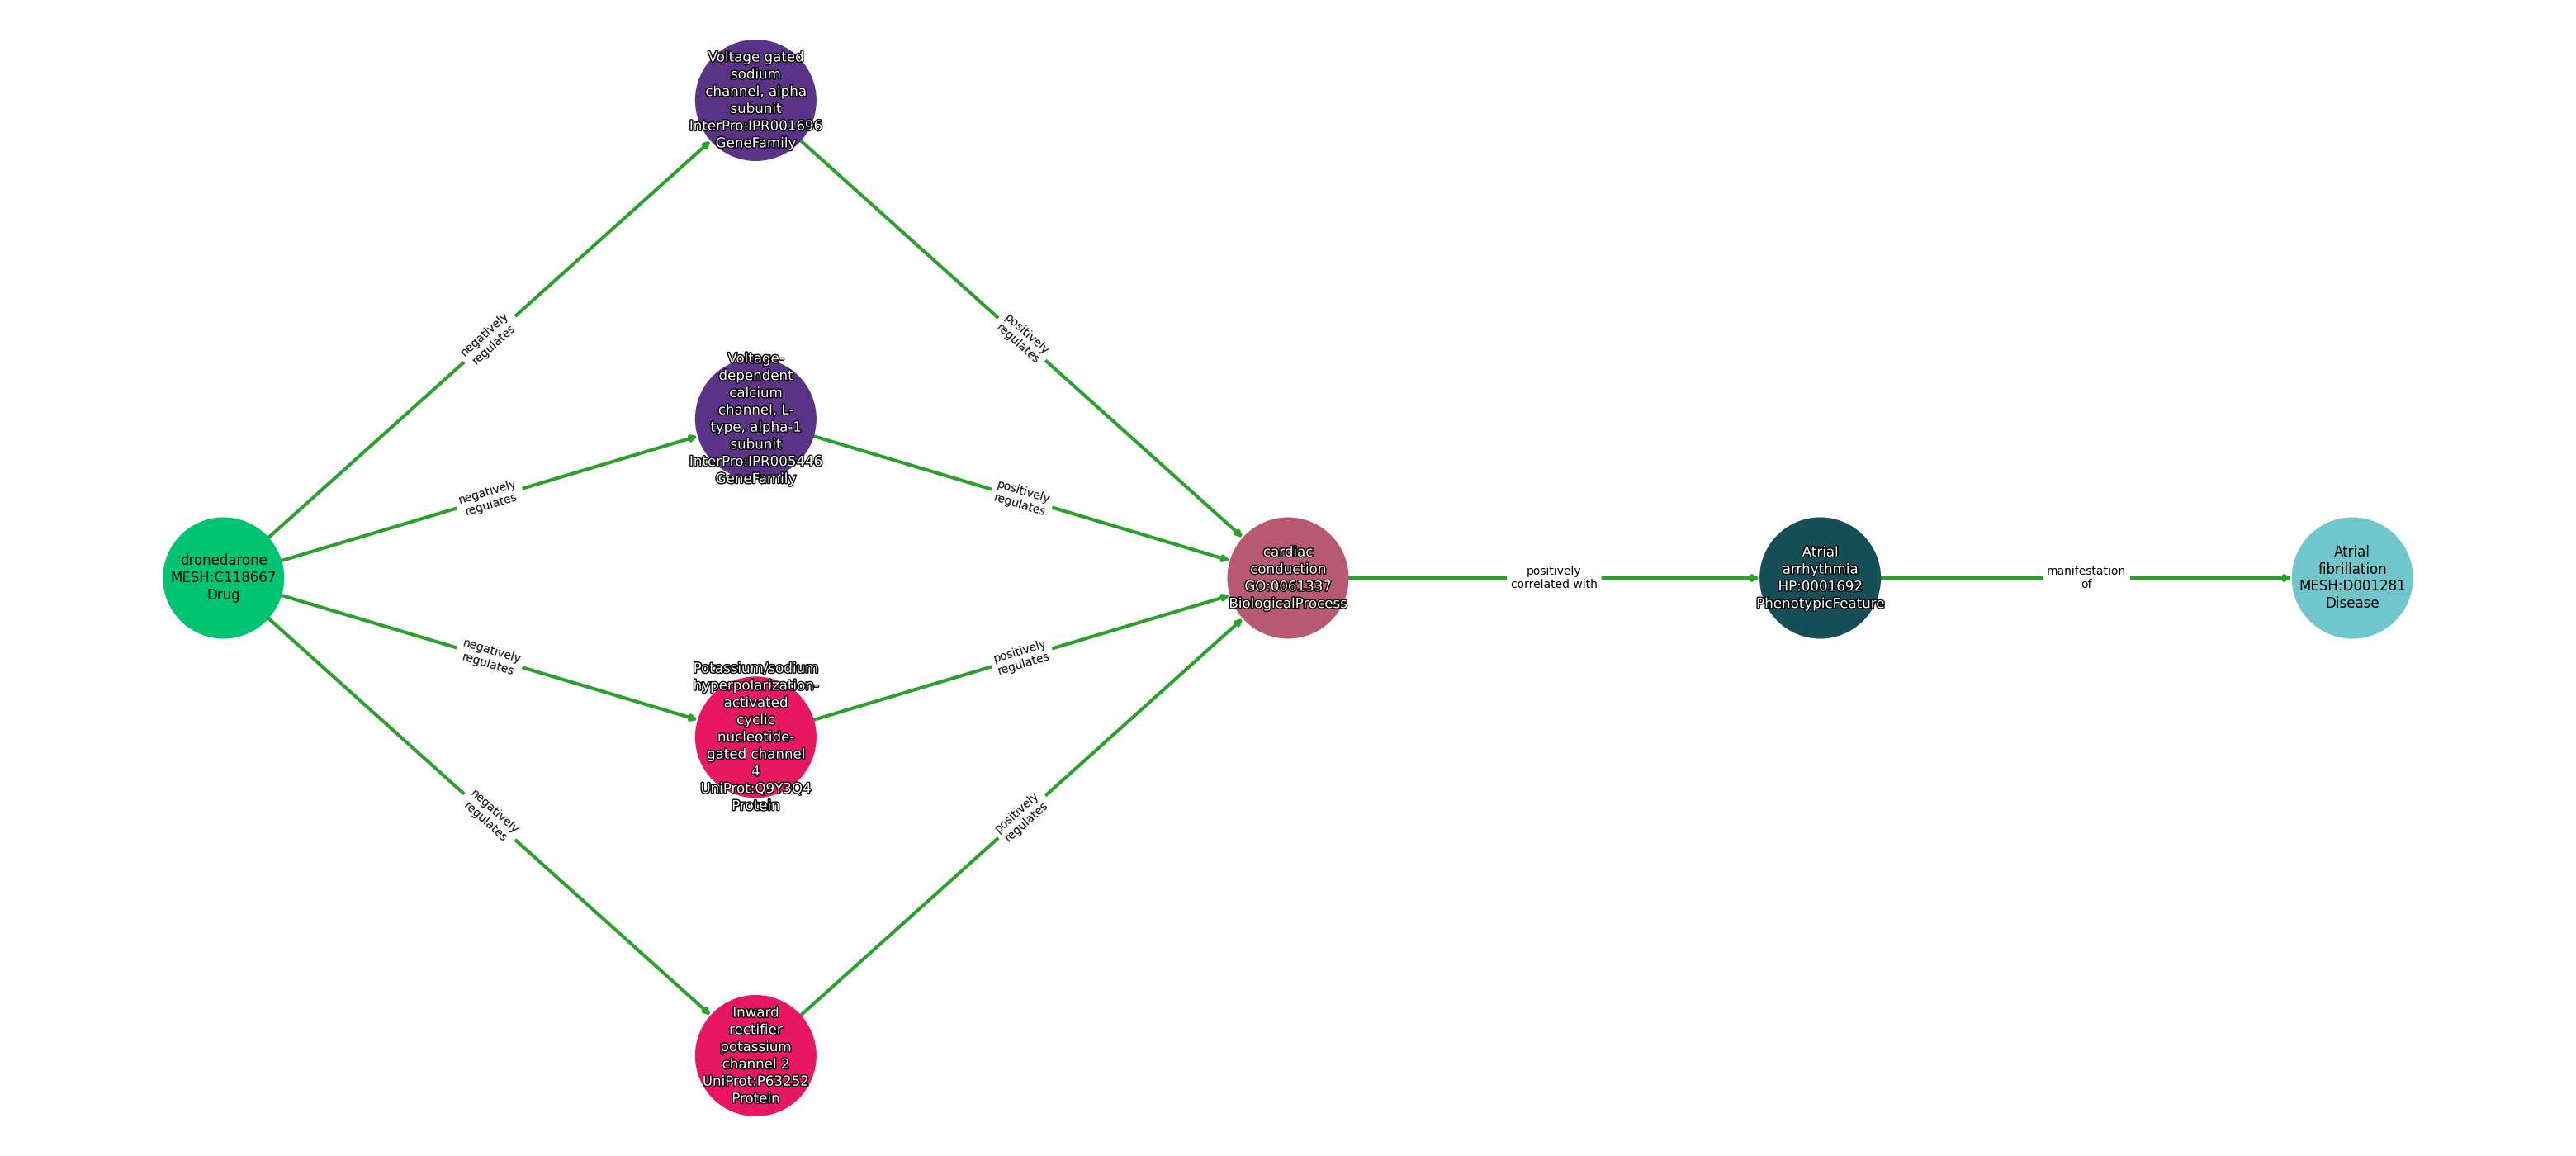 Voltage gated
sodium
channel, alpha
subunit
InterPro:IPR001696
GeneFamily
negatively
regulates
positively
regulates
Voltage-
dependent
calcium
channel, L-
type, alpha-1
subunit
InterPro:IPR005446
GeneFamily
negatively
regulates
positively
regulates
dronedarone
MESH:C118667
Drug
cardiac
conduction
GO:0061337
BiologicalProcess
positively
correlated with
Atrial
arrhythmia
HP:0001692
PhenotypicFeature
manifestation
of
Atrial
fibrillation
MESH:D001281
Disease
negatively
regulates
positively
regulates
Potassium/sodium
hyperpolarization-
activated
cyclic
nucleotide-
gated channel
4
UniProt:Q9Y3Q4
Protein
negatively
regulates
positively
regulates
Inward
rectifier
potassium
channel 2
UniProt:P63252
Protein